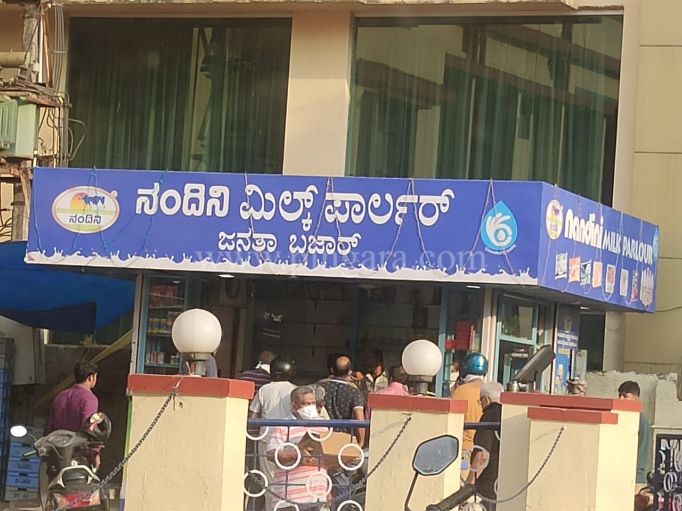 ನಂದಿನಿ
ನಂದಿನಿ ಮಿಲ್ಕ್ ಪಾರ್ಲರ್
ಜನತಾ ಬಜಾರ್
nandini MILK PARLOUR